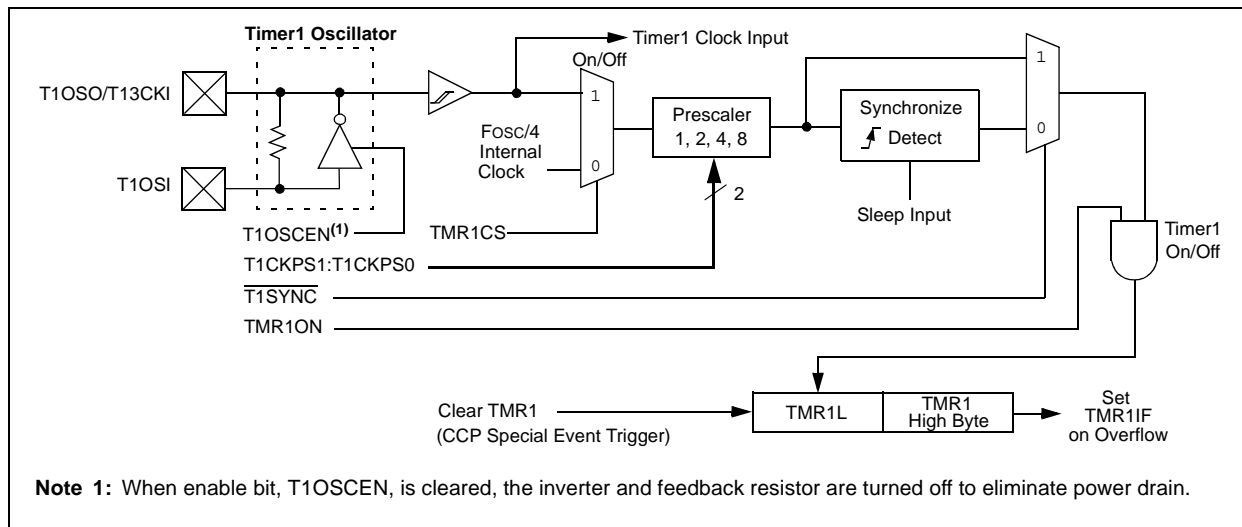 Timer1 Oscillator
Timer1 Clock Input
On/Off
T1OSO/T13CKI
1
FOSC/4
Internal
Clock
0
Prescaler
1, 2, 4, 8
Synchronize
Detect
1
0
2
T1OSI
Sleep Input
T1OSCEN(1)
TMR1CS
Timer1
On/Off
T1CKPS1:T1CKPS0
T1SYNC
TMR1ON
Clear TMR1
(CCP Special Event Trigger)
TMR1L
TMR1
High Byte
Set
TMR1IF
on Overflow
Note 1: When enable bit, T1OSCEN, is cleared, the inverter and feedback resistor are turned off to eliminate power drain.